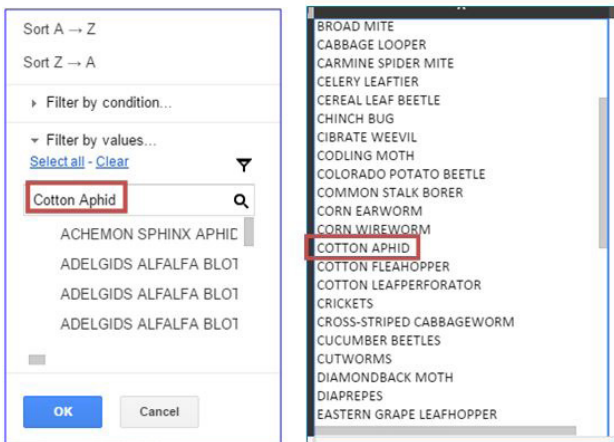 Sort A → Z
Sort Z → A
Filter by condition...
Filter by values...
Select all - Clear
Cotton Aphid
ACHEMON SPHINX APHID
ADELGIDS ALFALFA BLOT
ADELGIDS ALFALFA BLOT
ADELGIDS ALFALFA BLOT
OK Cancel
BROAD MITE
CABBAGE LOOPER
CARMINE SPIDER MITE
CELERY LEAFTIER
CEREAL LEAF BEETLE
CHINCH BUG
CIBRATE WEEVIL
CODLING MOTH
COLORADO POTATO BEETLE
COMMON STALK BORER
CORN EARWORM
CORN WIREWORM
COTTON APHID
COTTON FLEAHOPPER
COTTON LEAFPERFORATOR
CRICKETS
CROSS-STRIPED CABBAGEWORM
CUCUMBER BEETLES
CUTWORMS
DIAMONDBACK MOTH
DIAPREPES
EASTERN GRAPE LEAFHOPPER